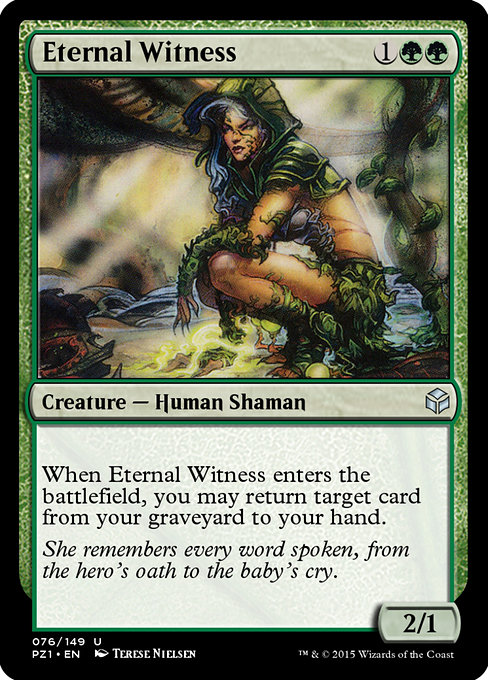 Eternal Witness 1
Creature — Human Shaman
When Eternal Witness enters the
battlefield, you may return target card
from your graveyard to your hand.
She remembers every word spoken, from
the hero's oath to the baby's cry.
2/1
076/149 U
PZ1 • EN Terese Nielsen
™ & © 2015 Wizards of the Coast